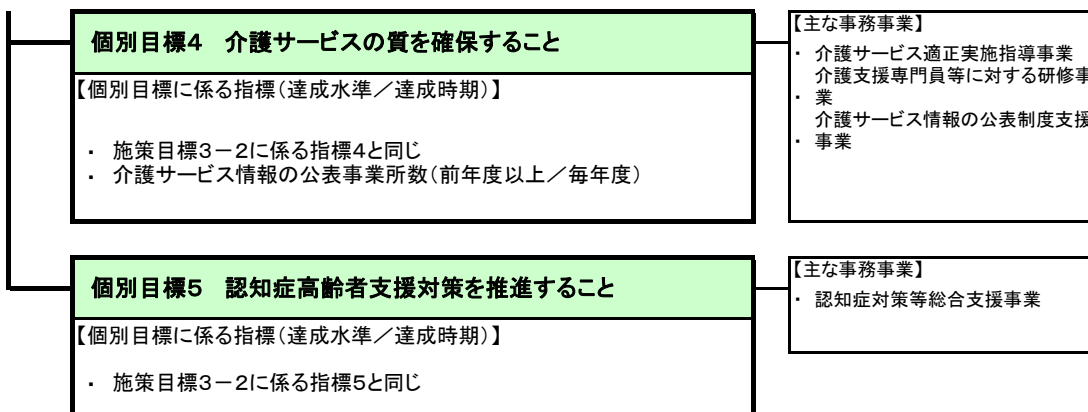 個別目標4　介護サービスの質を確保すること
【個別目標に係る指標(達成水準/達成時期)】
・ 施策目標3－2に係る指標4と同じ
・ 介護サービス情報の公表事業所数(前年度以上/毎年度)
【主な事務事業】
・ 介護サービス適正実施指導事業
介護支援専門員等に対する研修事
・ 業
介護サービス情報の公表制度支援
・ 事業
個別目標5　認知症高齢者支援対策を推進すること
【個別目標に係る指標(達成水準/達成時期)】
・ 施策目標3－2に係る指標5と同じ
【主な事務事業】
・ 認知症対策等総合支援事業